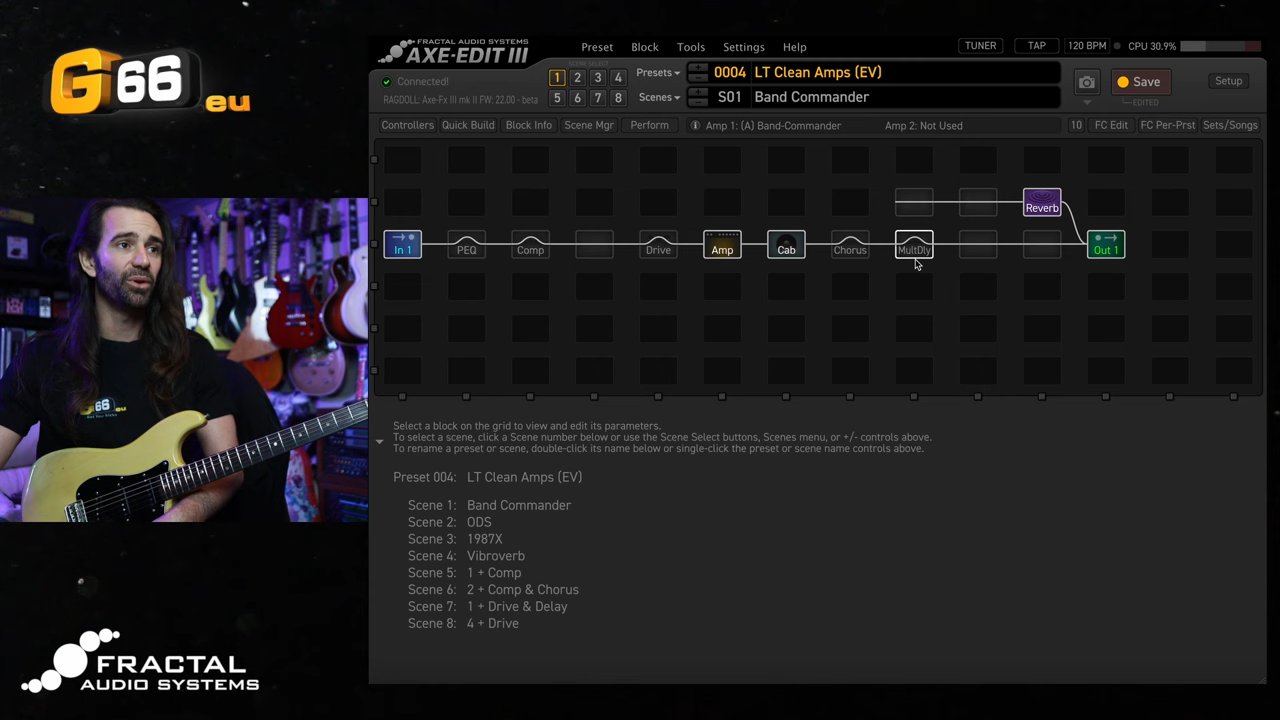 G66.eu
FRACTAL AUDIO SYSTEMS
AXE-EDIT III
Preset Block Tools Settings Help
TUNER TAP 120 BPM CPU 30.9%
Connected!
RAGDOLL: Axe-Fx III mk II FW: 22.00 - beta
SCENE SELECT
1 2 3 4
5 6 7 8
Presets 0004 LT Clean Amps (EV)
Scenes S01 Band Commander
Save
EDITED
Setup
Controllers Quick Build Block Info Scene Mgr Perform Amp 1: (A) Band-Commander Amp 2: Not Used 10 FC Edit FC Per-Prst Sets/Songs
Reverb
In 1 PEQ Comp Drive Amp Cab Chorus MultDly Out 1
Select a block on the grid to view and edit its parameters.
To select a scene, click a Scene number below or use the Scene Select buttons, Scenes menu, or +/- controls above.
To rename a preset or scene, double-click its name below or single-click the preset or scene name controls above.
Preset 004: LT Clean Amps (EV)
Scene 1: Band Commander
Scene 2: ODS
Scene 3: 1987X
Scene 4: Vibroverb
Scene 5: 1 + Comp
Scene 6: 2 + Comp & Chorus
Scene 7: 1 + Drive & Delay
Scene 8: 4 + Drive
G66.eu
FRACTAL
AUDIO SYSTEMS